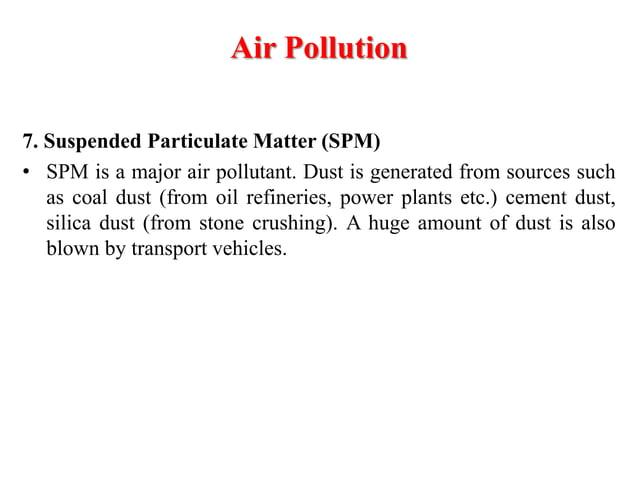 Air Pollution
7. Suspended Particulate Matter (SPM)
• SPM is a major air pollutant. Dust is generated from sources such
as coal dust (from oil refineries, power plants etc.) cement dust,
silica dust (from stone crushing). A huge amount of dust is also
blown by transport vehicles.